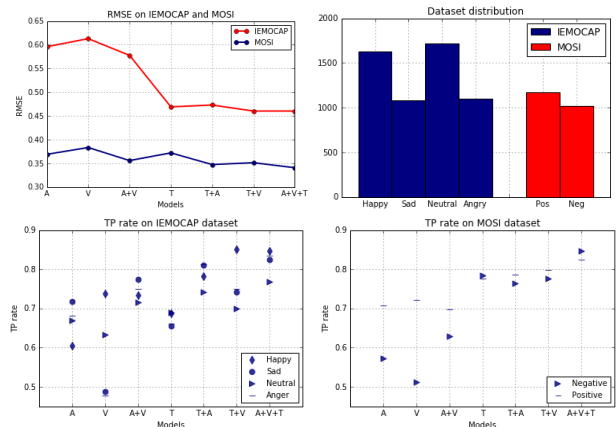 RMSE on IEMOCAP and MOSI
0.65
0.60
0.55
0.50
0.45
0.40
0.35
0.30
RMSE
IEMOCAP
MOSI
A V A+V T T+A T+V A+V+T
Models
Dataset distribution
2000
1500
1000
500
0
IEMOCAP
MOSI
Happy Sad Neutral Angry Pos Neg
TP rate on IEMOCAP dataset
0.9
0.8
0.7
0.6
0.5
TP rate
Happy
Sad
Neutral
Anger
A V A+V T T+A T+V A+V+T
Models
TP rate on MOSI dataset
0.9
0.8
0.7
0.6
0.5
TP rate
Negative
Positive
A V A+V T T+A T+V A+V+T
Models